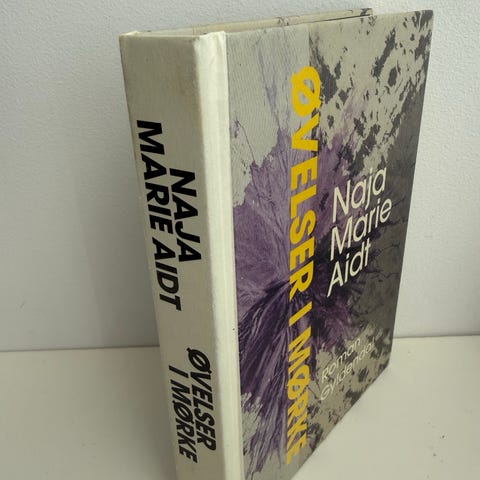 NAJA
MARIE AIDT
ØVELSER
I MØRKE
ØVELSER I MØRKE
Naja
Marie
Aidt
Roman
Gyldendal